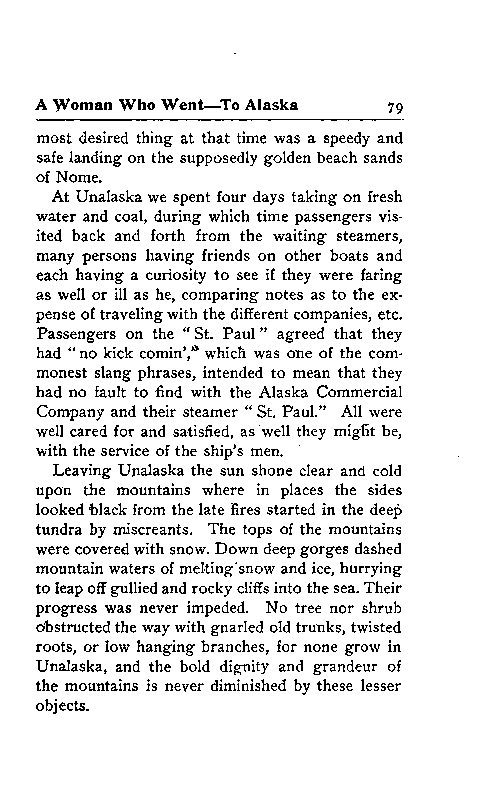 A Woman Who Went—To Alaska 79
most desired thing at that time was a speedy and
safe landing on the supposedly golden beach sands
of Nome.
At Unalaska we spent four days taking on fresh
water and coal, during which time passengers vis-
ited back and forth from the waiting steamers,
many persons having friends on other boats and
each having a curiosity to see if they were faring
as well or ill as he, comparing notes as to the ex-
pense of traveling with the different companies, etc.
Passengers on the "St. Paul" agreed that they
had "no kick comin'," which was one of the com-
monest slang phrases, intended to mean that they
had no fault to find with the Alaska Commercial
Company and their steamer "St. Paul." All were
well cared for and satisfied, as well they might be,
with the service of the ship's men.
Leaving Unalaska the sun shone clear and cold
upon the mountains where in places the sides
looked black from the late fires started in the deep
tundra by miscreants. The tops of the mountains
were covered with snow. Down deep gorges dashed
mountain waters of melting snow and ice, hurrying
to leap off gullied and rocky cliffs into the sea. Their
progress was never impeded. No tree nor shrub
obstructed the way with gnarled old trunks, twisted
roots, or low hanging branches, for none grow in
Unalaska, and the bold dignity and grandeur of
the mountains is never diminished by these lesser
objects.